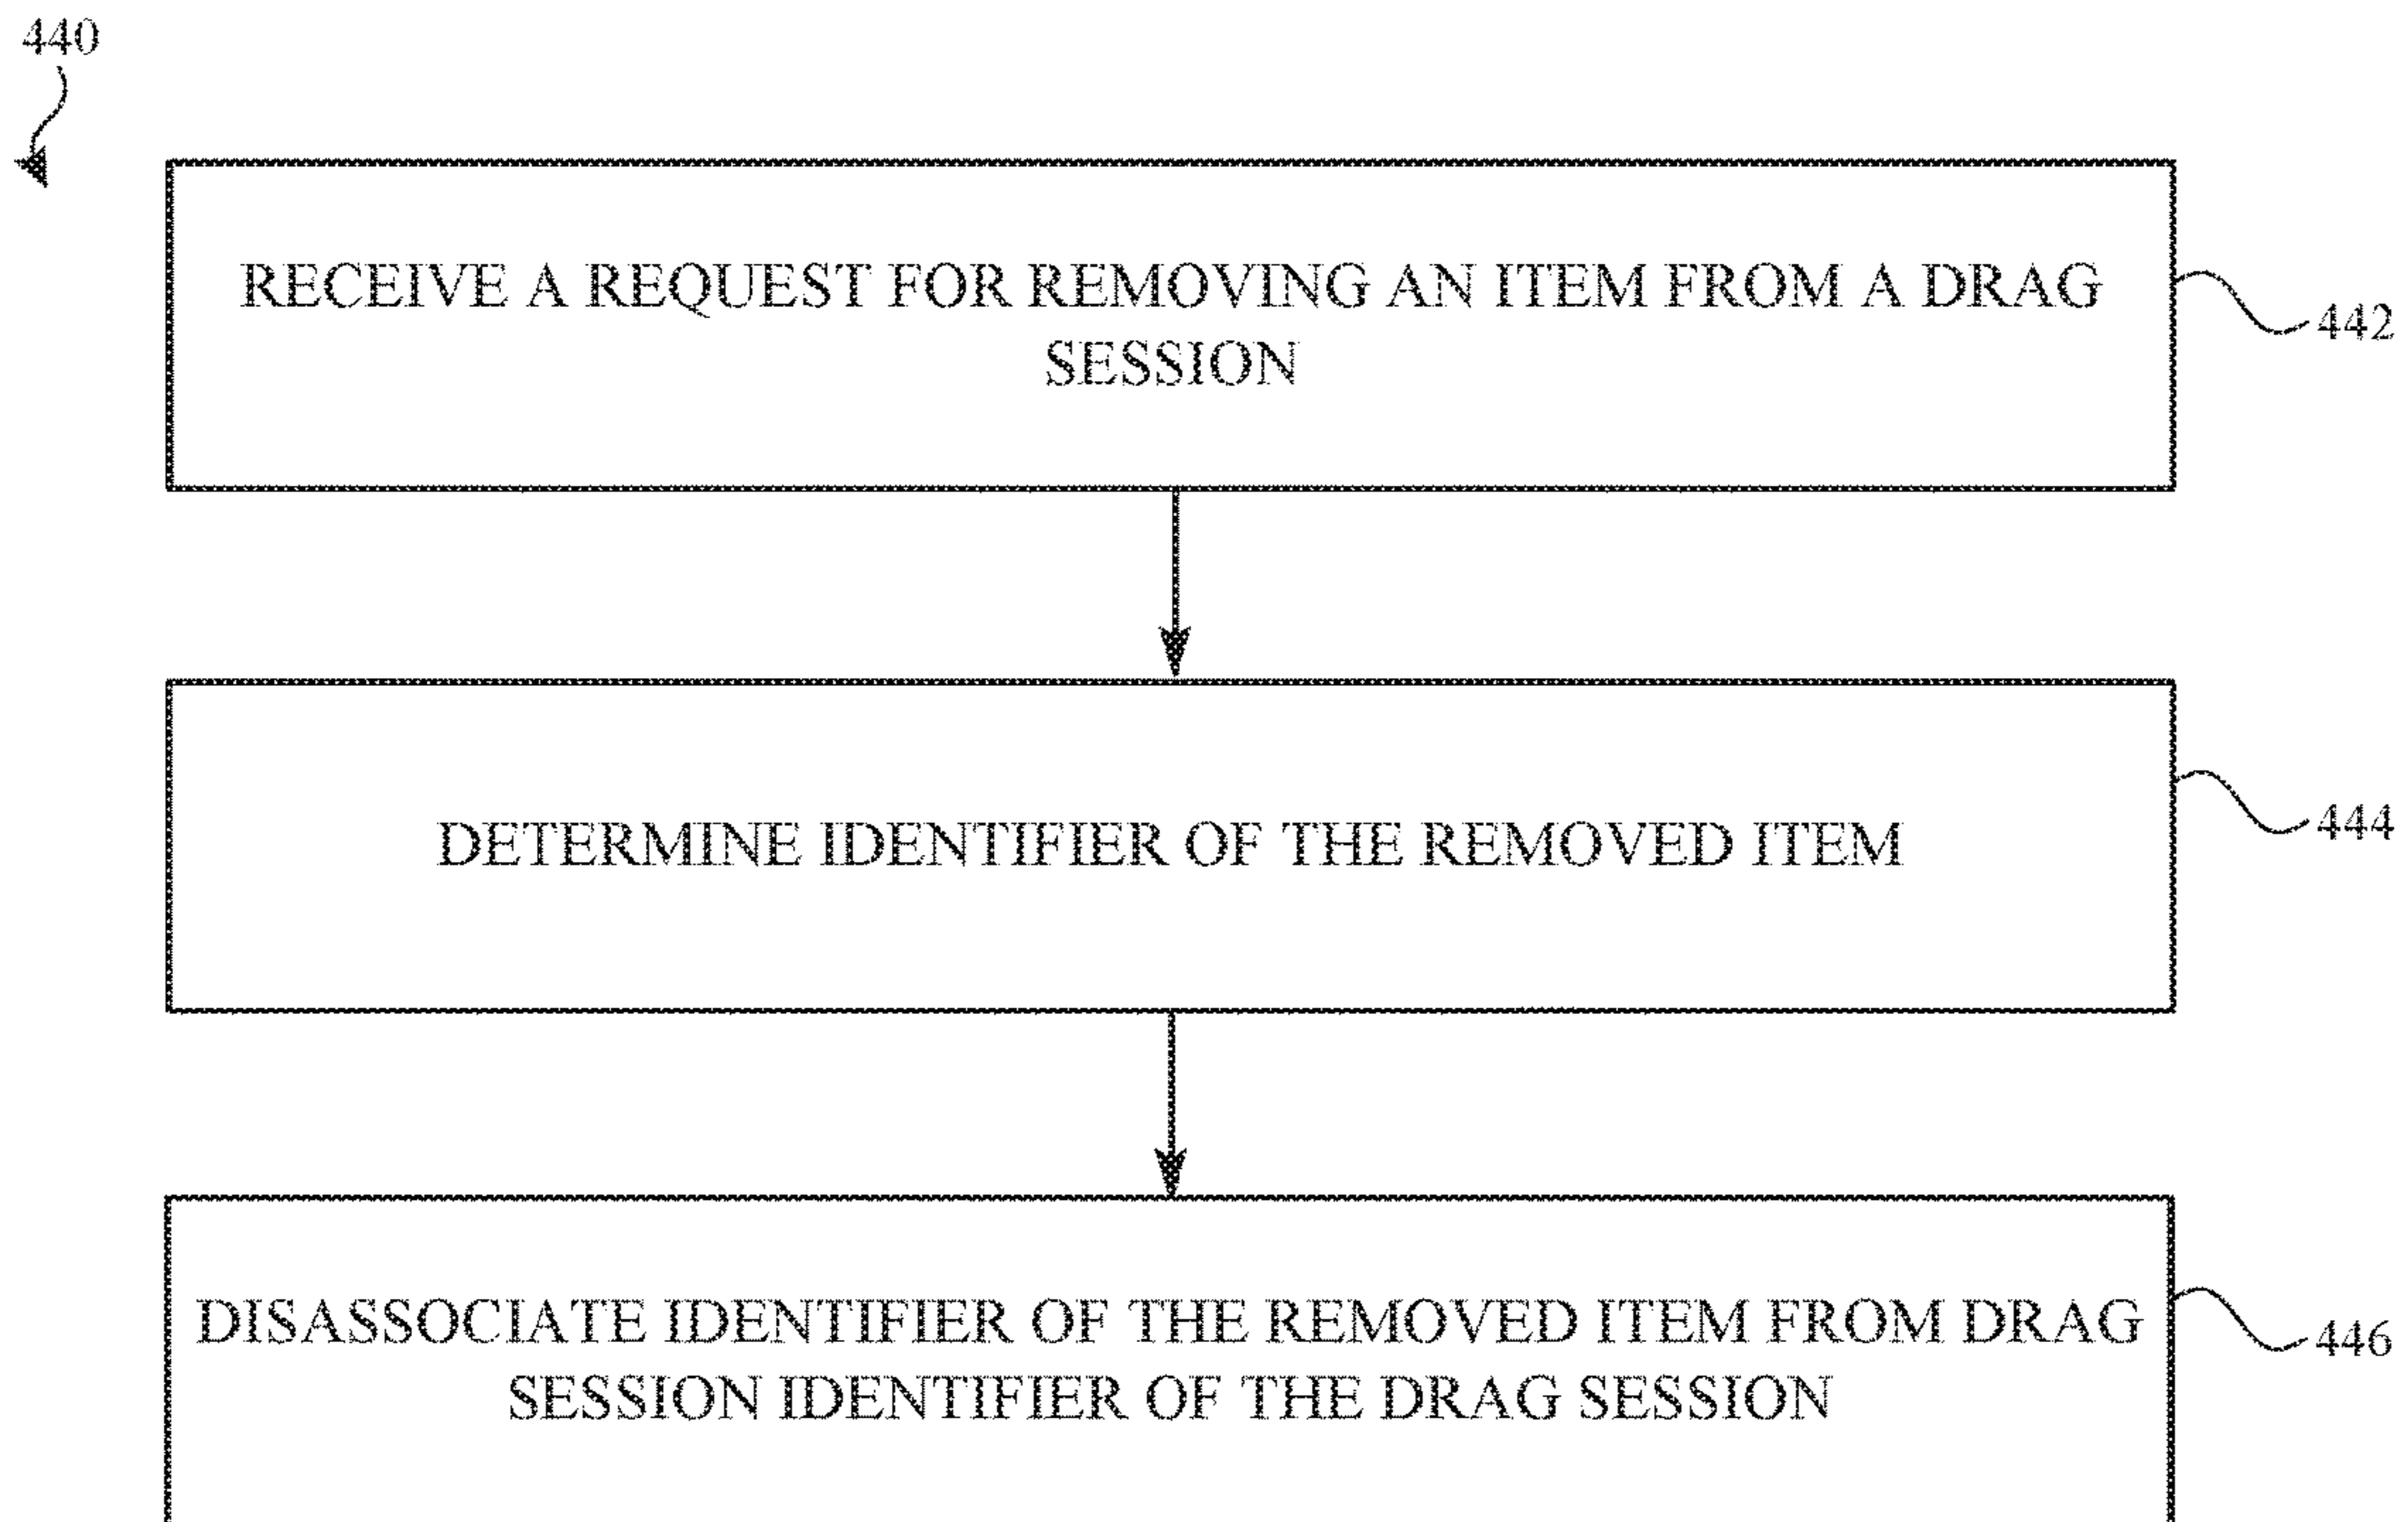 440
RECEIVE A REQUEST FOR REMOVING AN ITEM FROM A DRAG
SESSION
442
DETERMINE IDENTIFIER OF THE REMOVED ITEM
444
DISASSOCIATE IDENTIFIER OF THE REMOVED ITEM FROM DRAG
SESSION IDENTIFIER OF THE DRAG SESSION
446